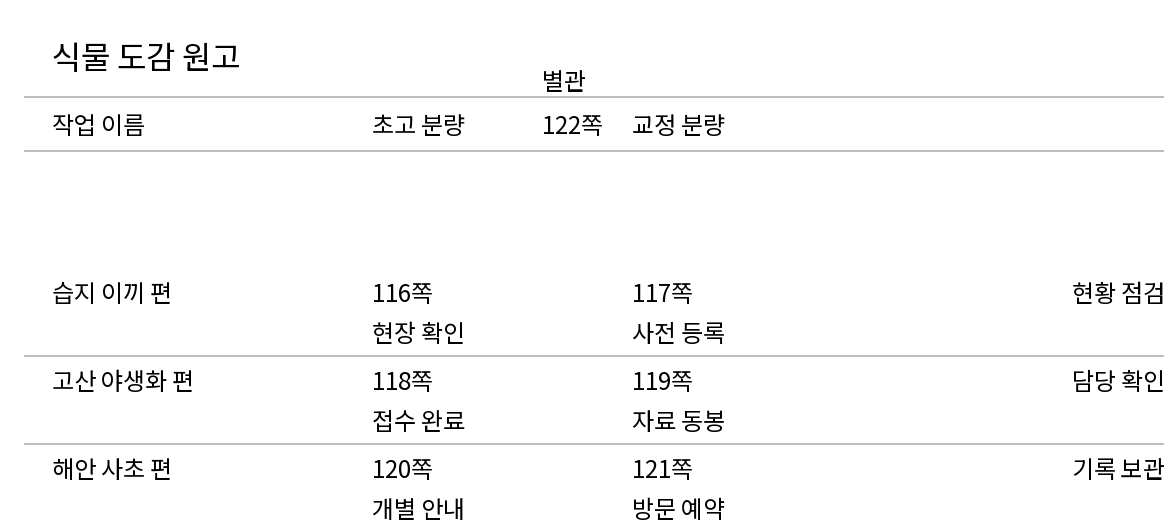 식물 도감 원고
별관
작업 이름 초고 분량 122쪽 교정 분량
습지 이끼 편 116쪽 117쪽 현황 점검
현장 확인 사전 등록
고산 야생화 편 118쪽 119쪽 담당 확인
접수 완료 자료 동봉
해안 사초 편 120쪽 121쪽 기록 보관
개별 안내 방문 예약